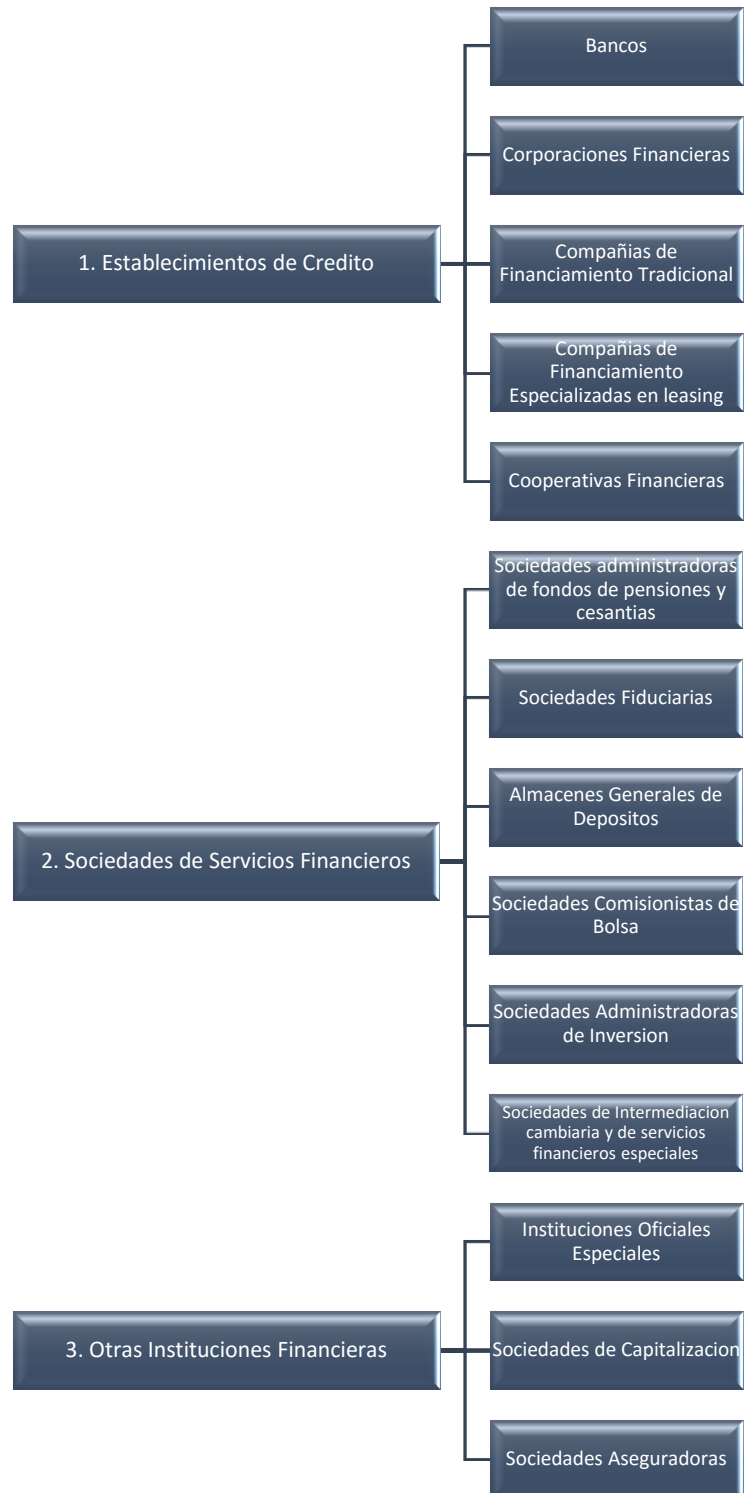 Bancos
Corporaciones Financieras
1. Establecimientos de Credito
Compañias de
Financiamiento Tradicional
Compañias de
Financiamiento
Especializadas en leasing
Cooperativas Financieras
Sociedades administradoras
de fondos de pensiones y
cesantias
Sociedades Fiduciarias
Almacenes Generales de
Depositos
2. Sociedades de Servicios Financieros
Sociedades Comisionistas de
Bolsa
Sociedades Administradoras
de Inversion
Sociedades de Intermediacion
cambiaria y de servicios
financieros especiales
Instituciones Oficiales
Especiales
3. Otras Instituciones Financieras
Sociedades de Capitalizacion
Sociedades Aseguradoras